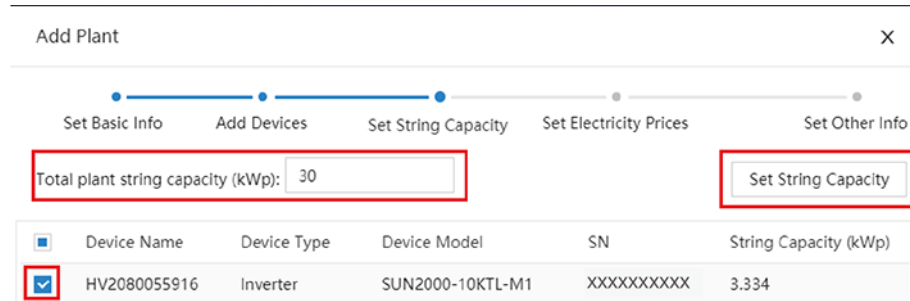 Add Plant X
Set Basic Info Add Devices Set String Capacity Set Electricity Prices Set Other Info
Total plant string capacity (kWp): 30 Set String Capacity
Device Name Device Type Device Model SN String Capacity (kWp)
HV2080055916 Inverter SUN2000-10KTL-M1 XXXXXXXXXX 3.334